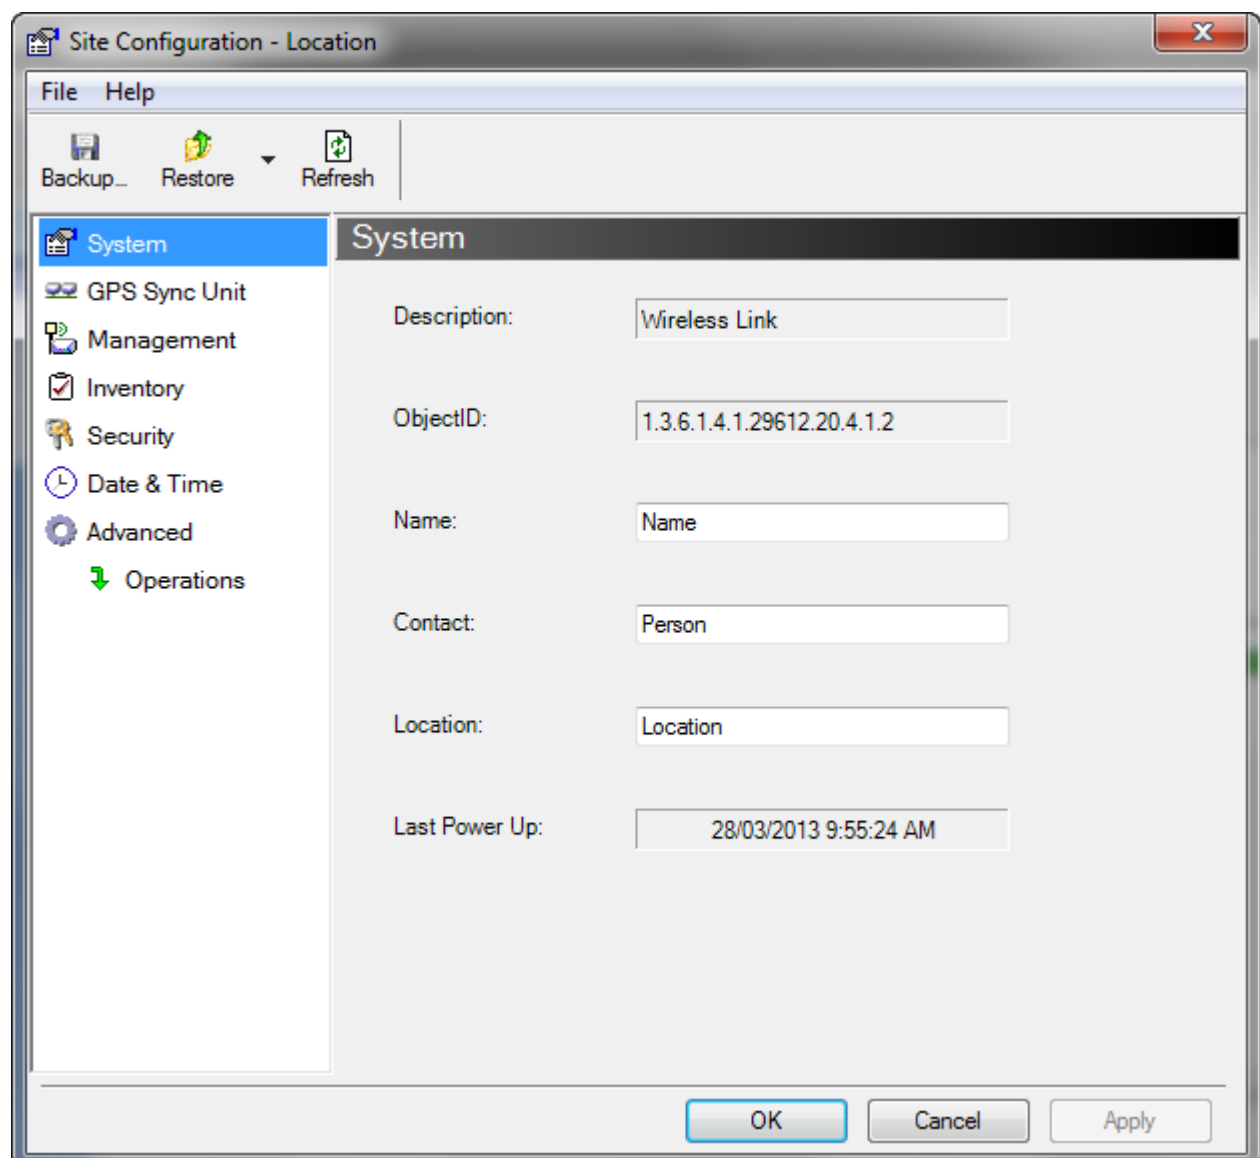 Site Configuration - Location
File Help
Backup... Restore Refresh
System
GPS Sync Unit
Management
Inventory
Security
Date & Time
Advanced
Operations
System
Description: Wireless Link
ObjectID: 1.3.6.1.4.1.29612.20.4.1.2
Name: Name
Contact: Person
Location: Location
Last Power Up: 28/03/2013 9:55:24 AM
OK Cancel Apply